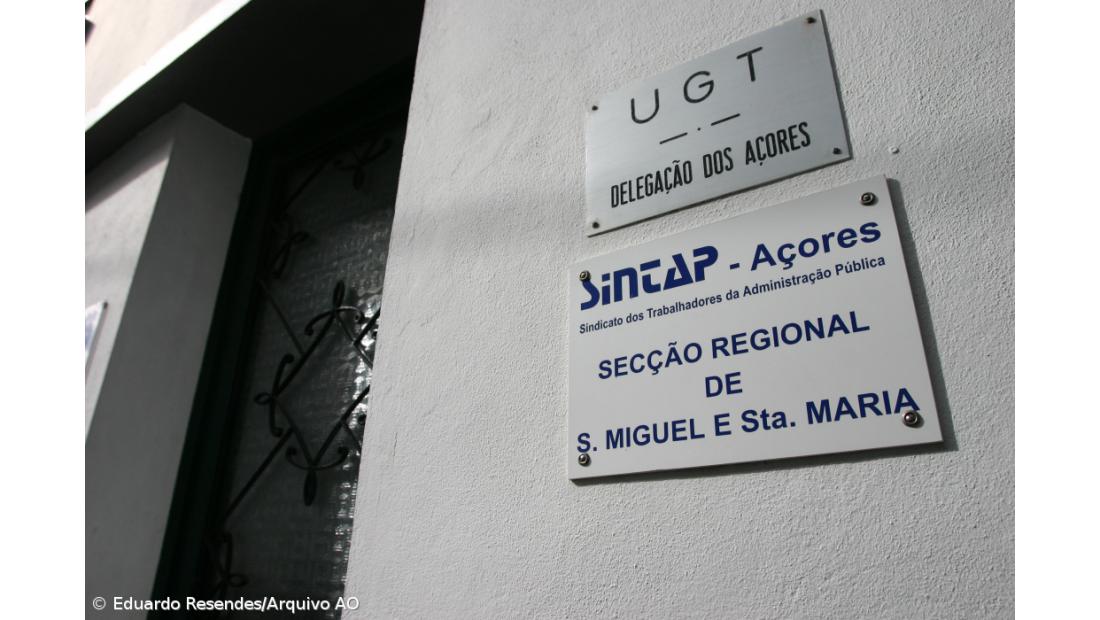 UGT
DELEGAÇÃO DOS AÇORES
SINTAP - Açores
Sindicato dos Trabalhadores da Administração Pública
SECÇÃO REGIONAL
DE
S. MIGUEL E Sta. MARIA
© Eduardo Resendes/Arquivo AO